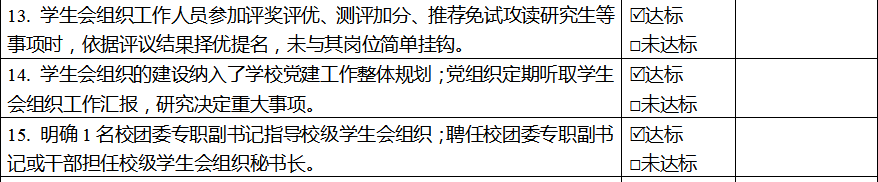 13. 学生会组织工作人员参加评奖评优、测评加分、推荐免试攻读研究生等
事项时，依据评议结果择优提名，未与其岗位简单挂钩。
☑达标
□未达标
14. 学生会组织的建设纳入了学校党建工作整体规划；党组织定期听取学生
会组织工作汇报，研究决定重大事项。
☑达标
□未达标
15. 明确1名校团委专职副书记指导校级学生会组织；聘任校团委专职副书
记或干部担任校级学生会组织秘书长。
☑达标
□未达标